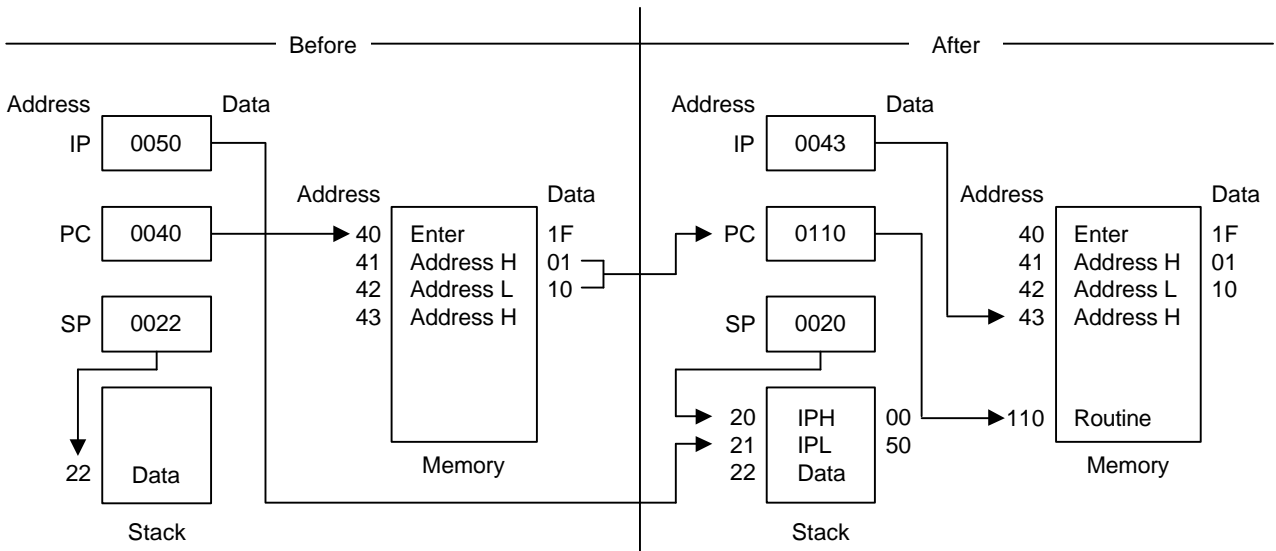 Before
Address Data
IP 0050
Address Data
PC 0040 40 Enter 1F
41 Address H 01
42 Address L 10
SP 0022 43 Address H
22 Data
Memory
Stack
After
Address Data
IP 0043
Address Data
PC 0110 40 Enter 1F
41 Address H 01
42 Address L 10
SP 0020 43 Address H
20 IPH 00 110 Routine
21 IPL 50
22 Data
Memory
Stack